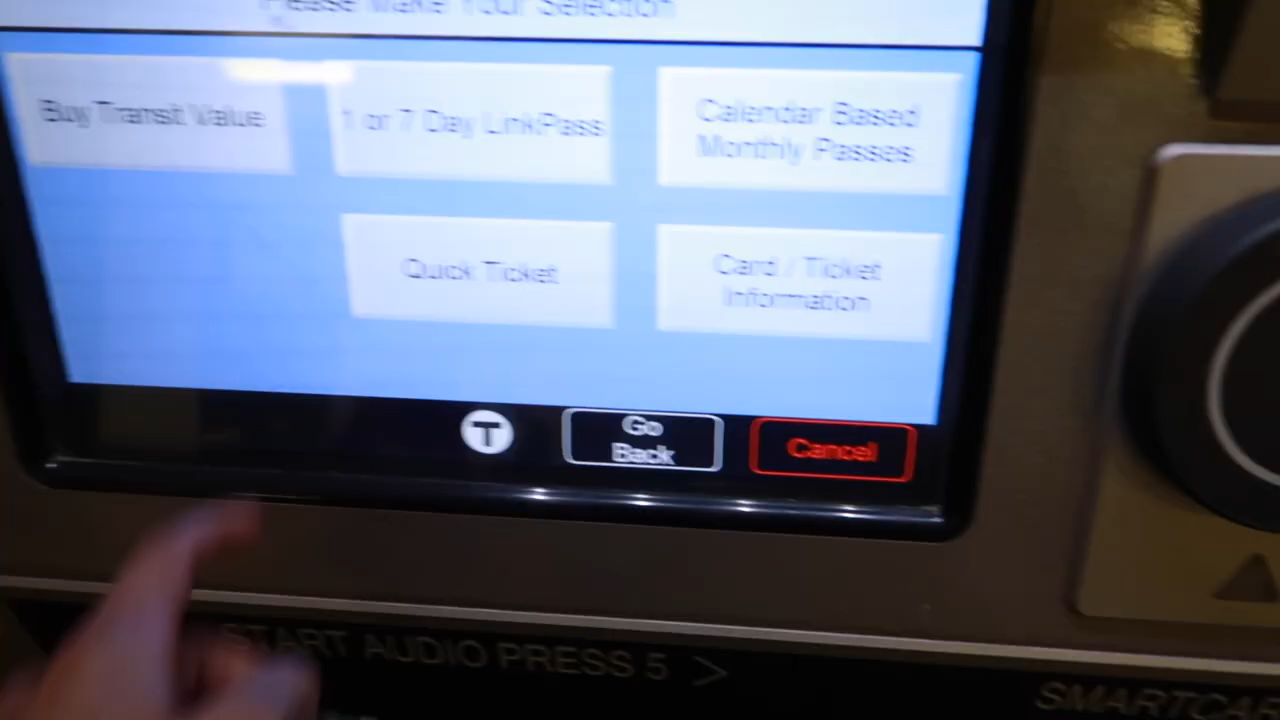 Please Make Your Selection
Buy Transit Value
1 or 7 Day LinkPass
Calendar Based
Monthly Passes
Quick Ticket
Card / Ticket
Information
T
Go
Back
Cancel
START AUDIO PRESS 5 >